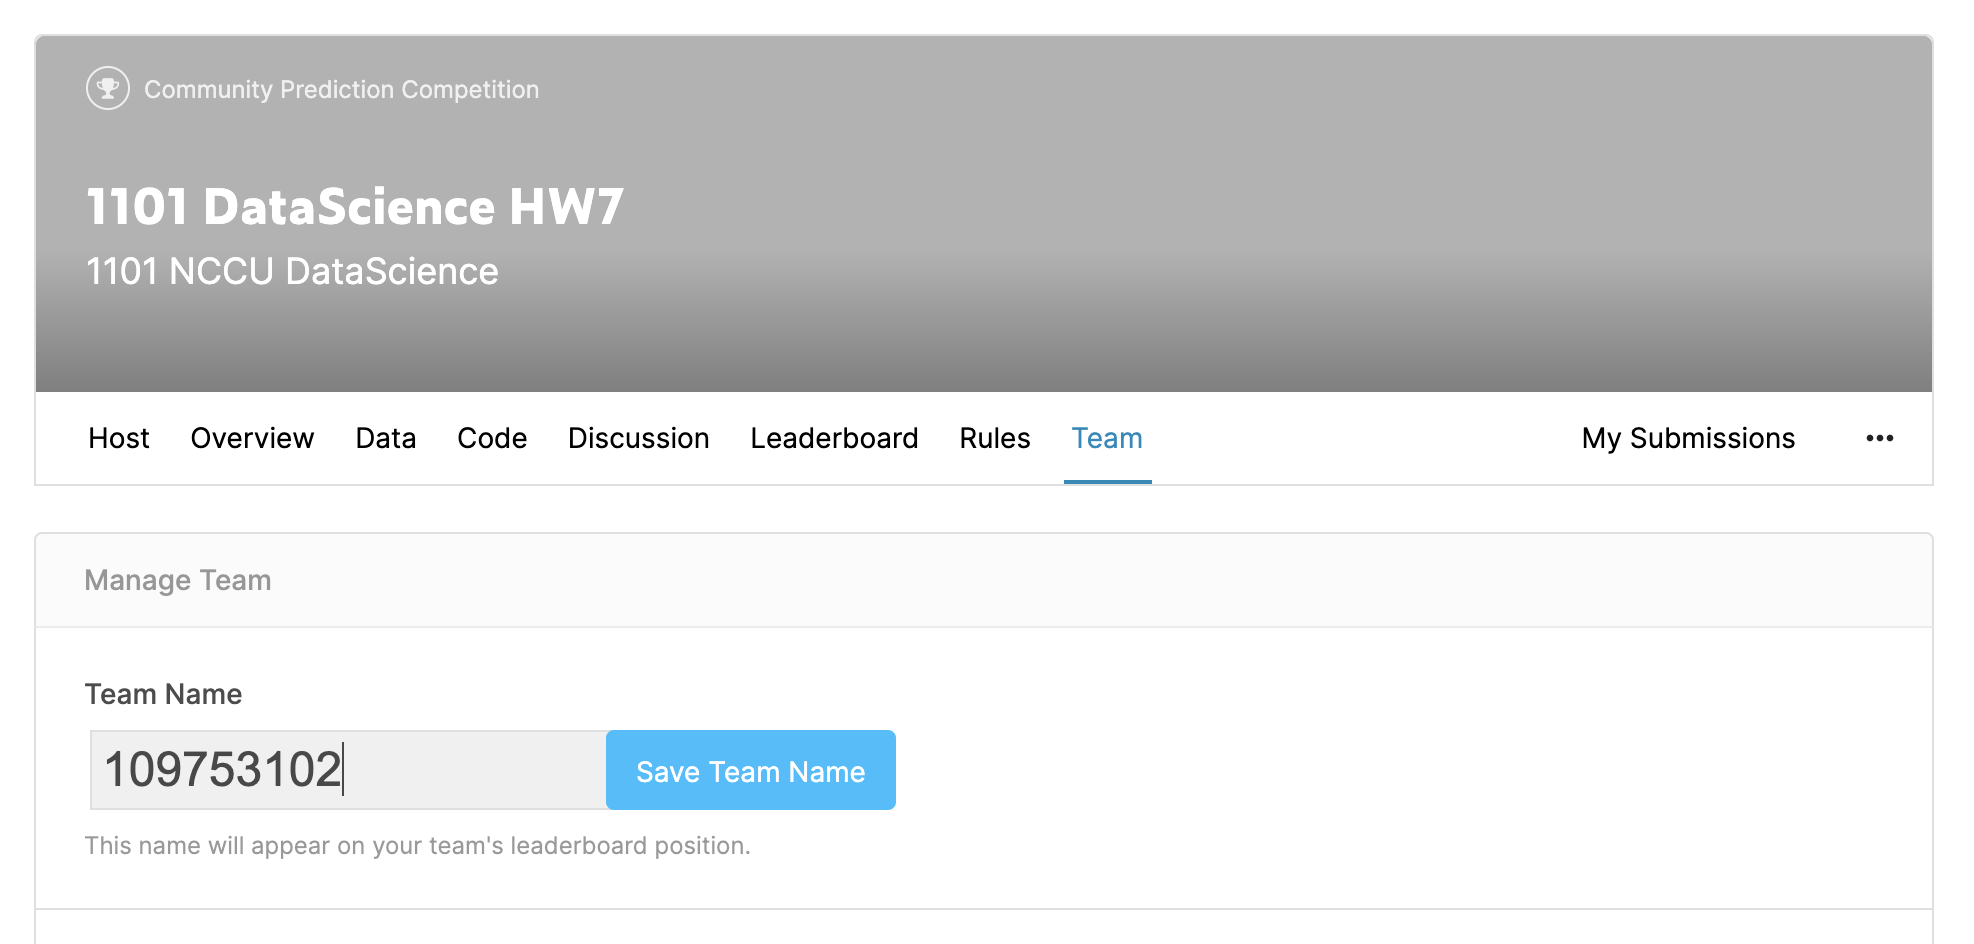 Community Prediction Competition
1101 DataScience HW7
1101 NCCU DataScience
Host Overview Data Code Discussion Leaderboard Rules Team My Submissions •••
Manage Team
Team Name
109753102 Save Team Name
This name will appear on your team's leaderboard position.